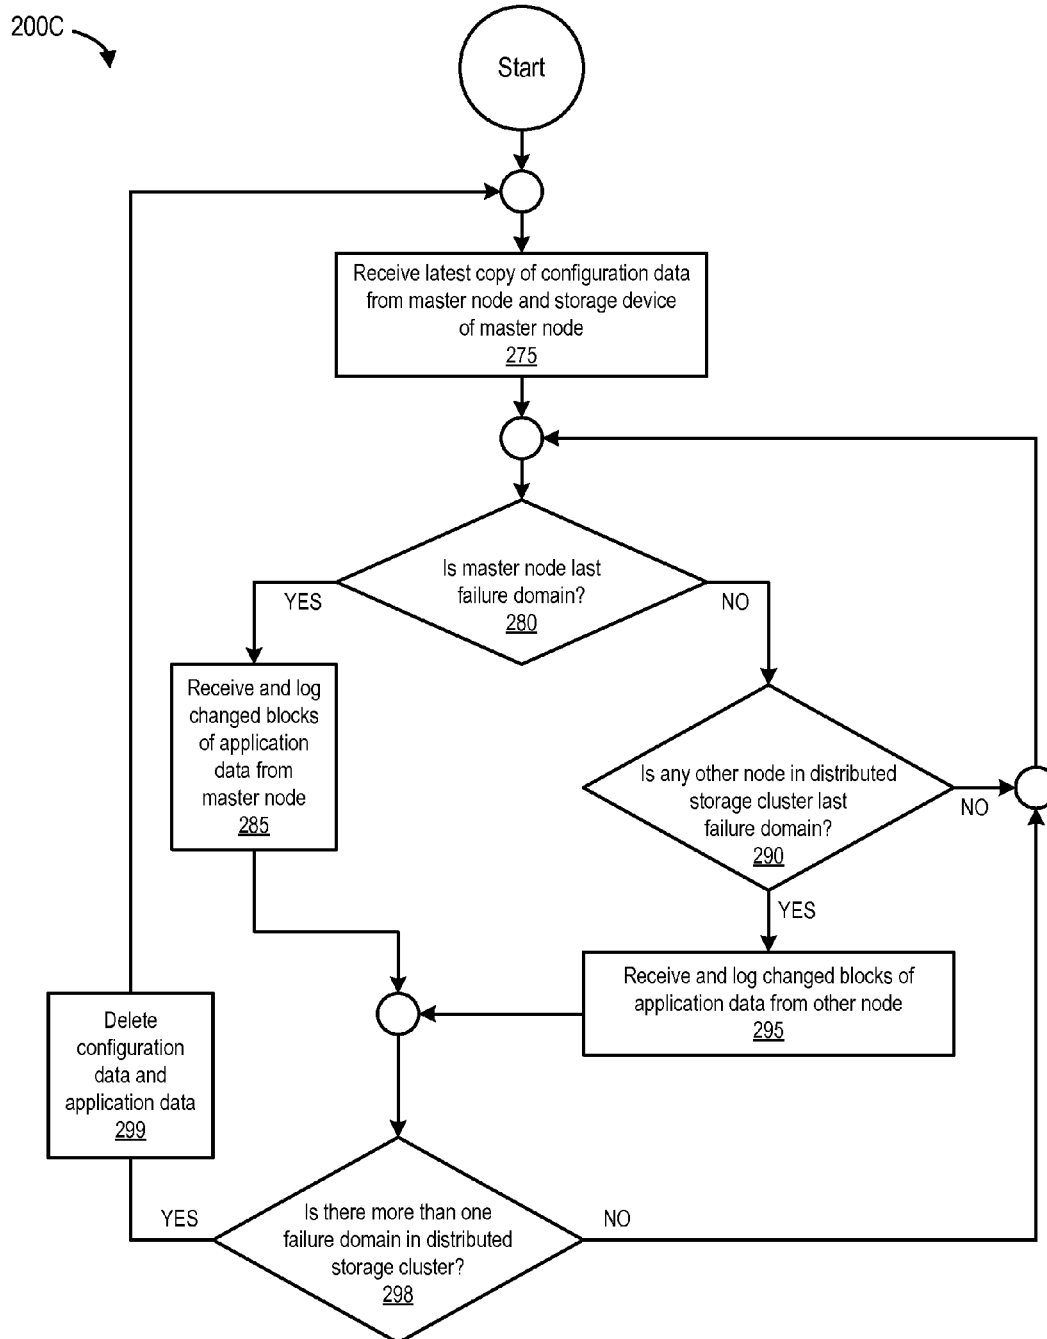 200C
Start
Receive latest copy of configuration data
from master node and storage device
of master node
275
Is master node last
failure domain?
280
YES
NO
Receive and log
changed blocks
of application
data from
master node
285
Is any other node in distributed
storage cluster last
failure domain?
290
NO
YES
Receive and log changed blocks of
application data from other node
295
Delete
configuration
data and
application data
299
Is there more than one
failure domain in distributed
storage cluster?
298
YES
NO